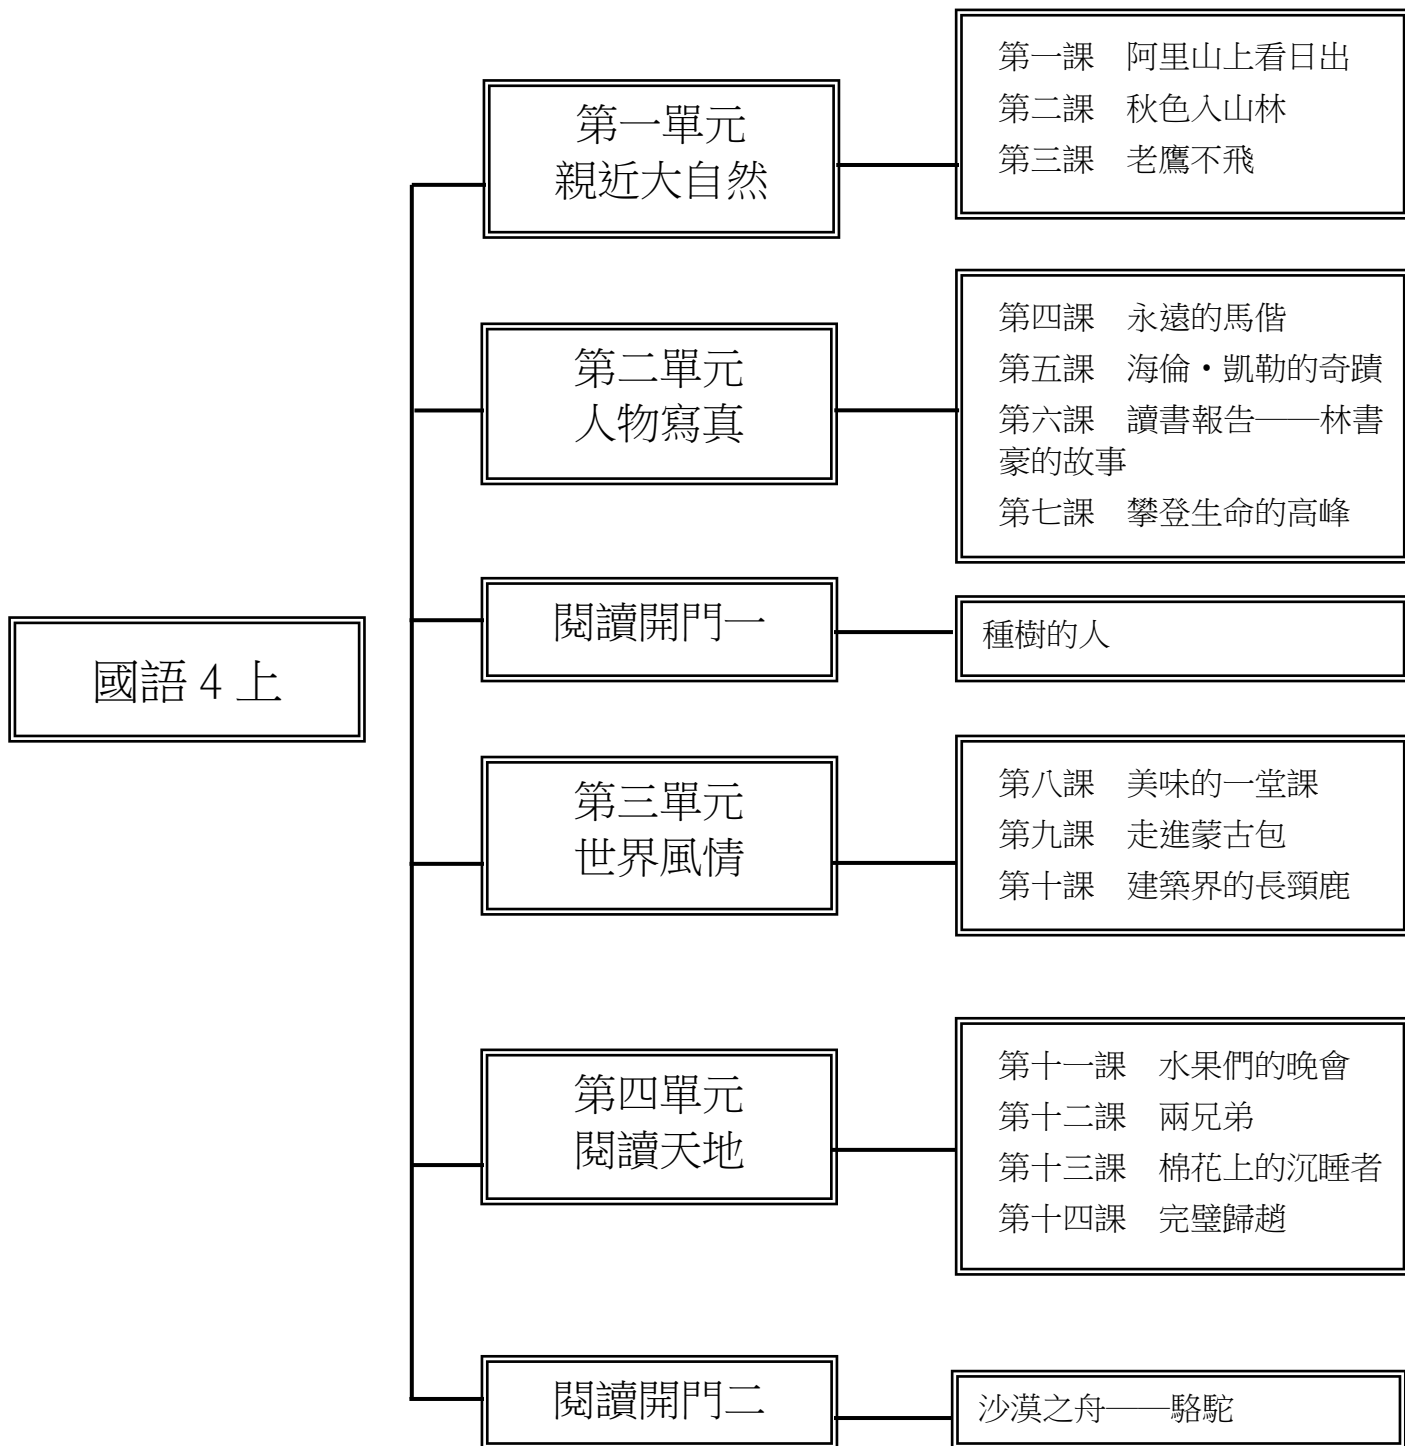 國語 4 上
第一單元
親近大自然
第一課　阿里山上看日出
第二課　秋色入山林
第三課　老鷹不飛
第二單元
人物寫真
第四課　永遠的馬偕
第五課　海倫・凱勒的奇蹟
第六課　讀書報告——林書
豪的故事
第七課　攀登生命的高峰
閱讀開門一
種樹的人
第三單元
世界風情
第八課　美味的一堂課
第九課　走進蒙古包
第十課　建築界的長頸鹿
第四單元
閱讀天地
第十一課　水果們的晚會
第十二課　兩兄弟
第十三課　棉花上的沉睡者
第十四課　完璧歸趙
閱讀開門二
沙漠之舟——駱駝